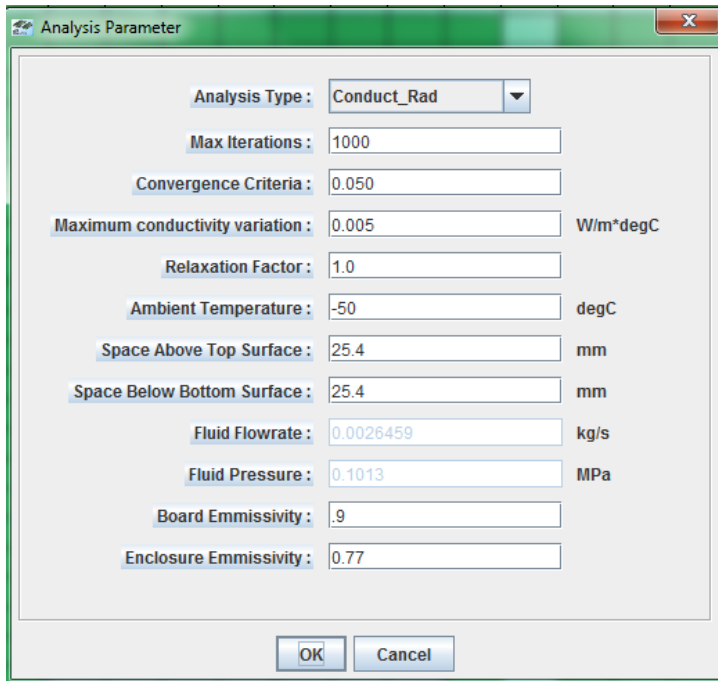 Analysis Parameter
X
Analysis Type : Conduct_Rad
Max Iterations : 1000
Convergence Criteria : 0.050
Maximum conductivity variation : 0.005 W/m*degC
Relaxation Factor : 1.0
Ambient Temperature : -50 degC
Space Above Top Surface : 25.4 mm
Space Below Bottom Surface : 25.4 mm
Fluid Flowrate : 0.0026459 kg/s
Fluid Pressure : 0.1013 MPa
Board Emmissivity : .9
Enclosure Emmissivity : 0.77
OK Cancel